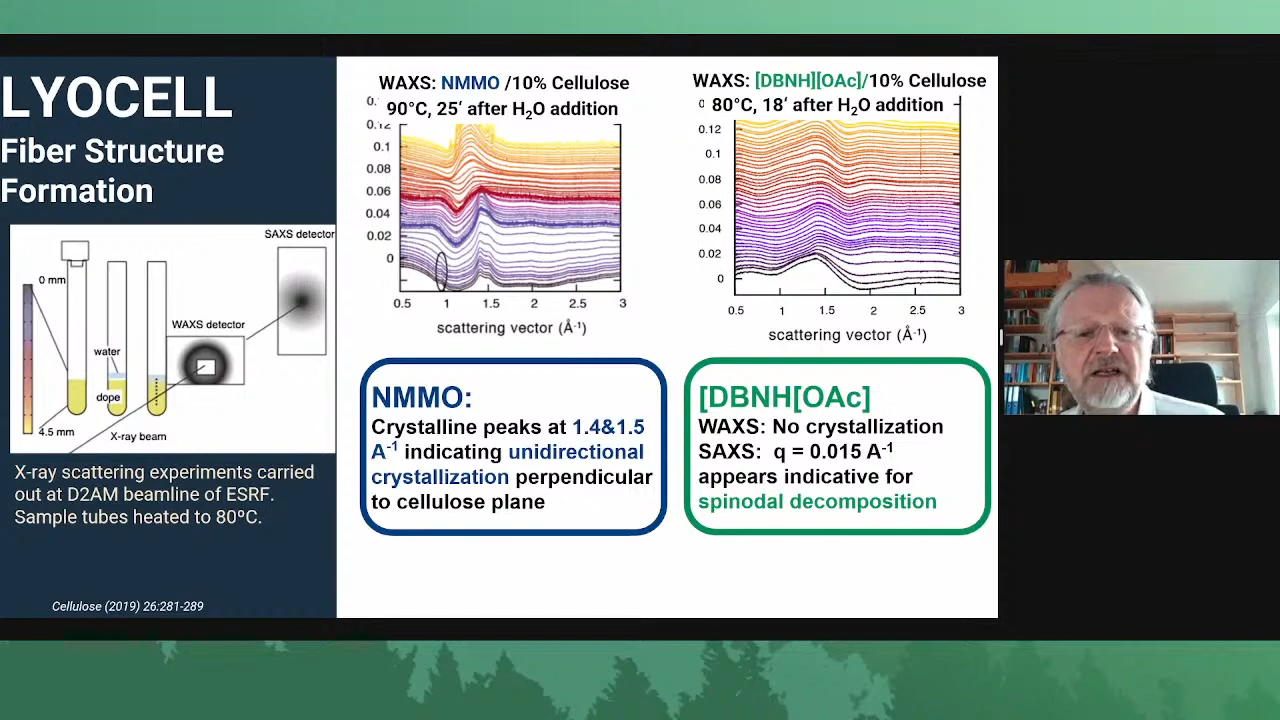 LYOCELL
Fiber Structure
Formation
SAXS detector
0 mm
WAXS detector
water
dope
4.5 mm
X-ray beam
X-ray scattering experiments carried
out at D2AM beamline of ESRF.
Sample tubes heated to 80ºC.
Cellulose (2019) 26:281-289
WAXS: NMMO /10% Cellulose
90°C, 25‘ after H₂O addition
0.
0.12
0.1
0.08
0.06
0.04
0.02
0
0.5 1 1.5 2 2.5 3
scattering vector (Å⁻¹)
WAXS: [DBNH][OAc]/10% Cellulose
80°C, 18‘ after H₂O addition
0
0.12
0.1
0.08
0.06
0.04
0.02
0
0.5 1 1.5 2 2.5 3
scattering vector (Å⁻¹)
NMMO:
Crystalline peaks at 1.4&1.5
A⁻¹ indicating unidirectional
crystallization perpendicular
to cellulose plane
[DBNH[OAc]
WAXS: No crystallization
SAXS: q = 0.015 A⁻¹
appears indicative for
spinodal decomposition